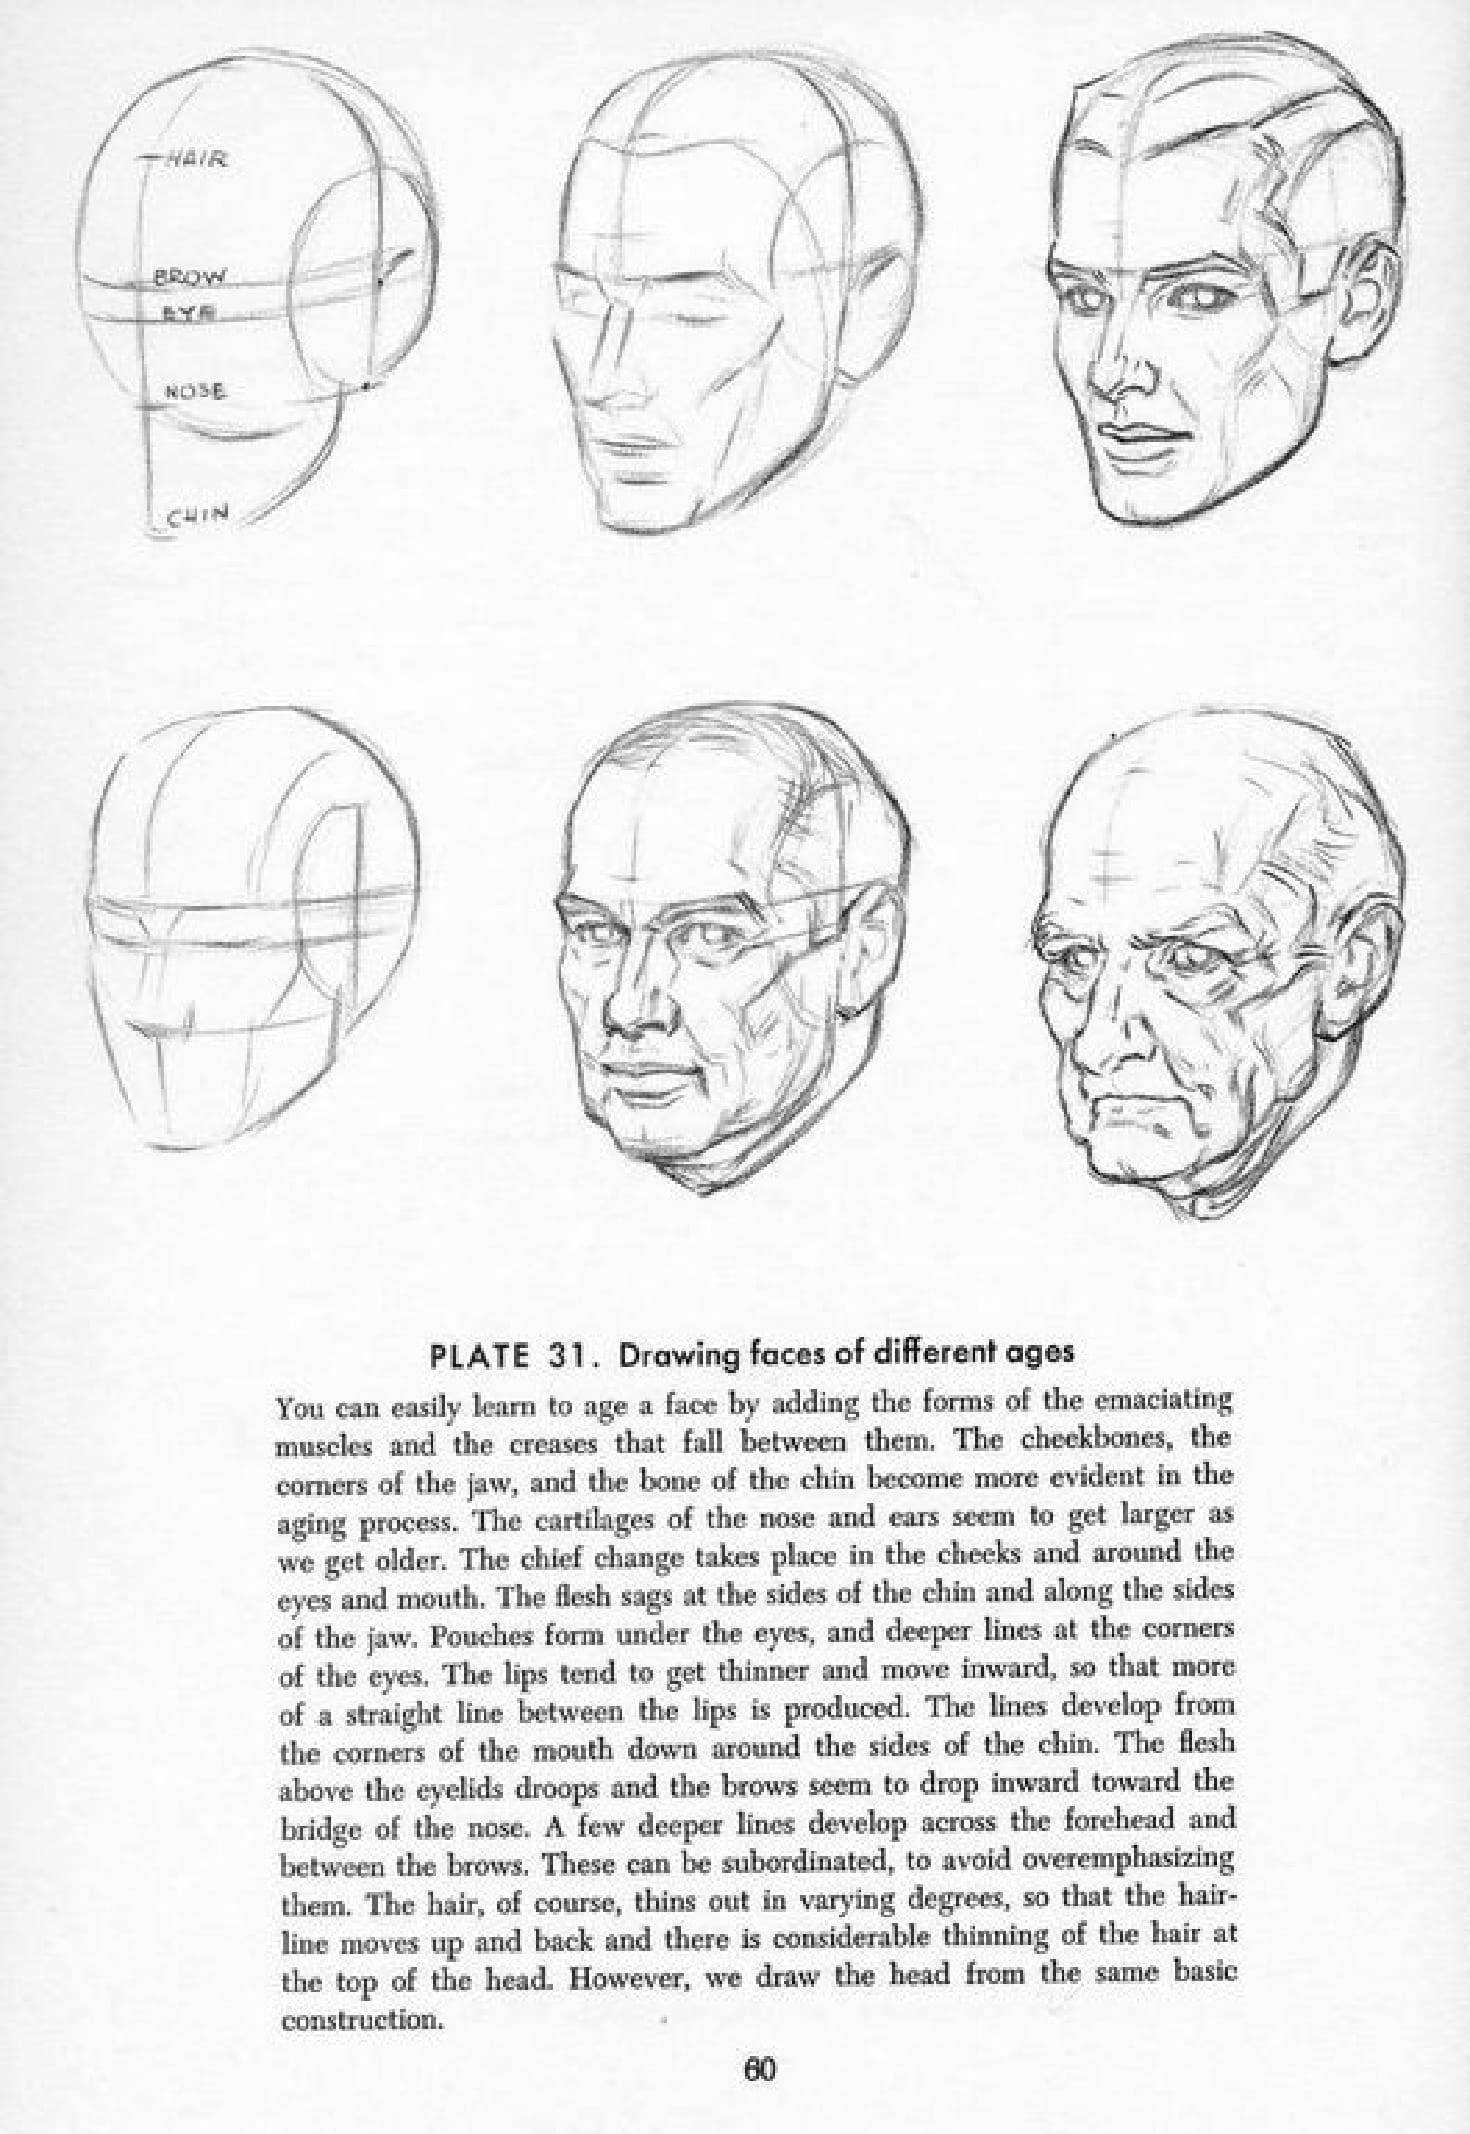 HAIR
BROW
EYE
NOSE
CHIN
PLATE 31. Drawing faces of different ages
You can easily learn to age a face by adding the forms of the emaciating
muscles and the creases that fall between them. The cheekbones, the
corners of the jaw, and the bone of the chin become more evident in the
aging process. The cartilages of the nose and ears seem to get larger as
we get older. The chief change takes place in the cheeks and around the
eyes and mouth. The flesh sags at the sides of the chin and along the sides
of the jaw. Pouches form under the eyes, and deeper lines at the corners
of the eyes. The lips tend to get thinner and move inward, so that more
of a straight line between the lips is produced. The lines develop from
the corners of the mouth down around the sides of the chin. The flesh
above the eyelids droops and the brows seem to drop inward toward the
bridge of the nose. A few deeper lines develop across the forehead and
between the brows. These can be subordinated, to avoid overemphasizing
them. The hair, of course, thins out in varying degrees, so that the hair-
line moves up and back and there is considerable thinning of the hair at
the top of the head. However, we draw the head from the same basic
construction.
60